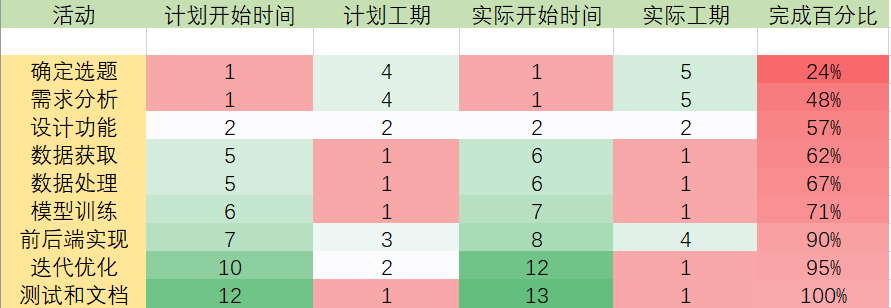 活动 计划开始时间 计划工期 实际开始时间 实际工期 完成百分比
确定选题 1 4 1 5 24%
需求分析 1 4 1 5 48%
设计功能 2 2 2 2 57%
数据获取 5 1 6 1 62%
数据处理 5 1 6 1 67%
模型训练 6 1 7 1 71%
前后端实现 7 3 8 4 90%
迭代优化 10 2 12 1 95%
测试和文档 12 1 13 1 100%